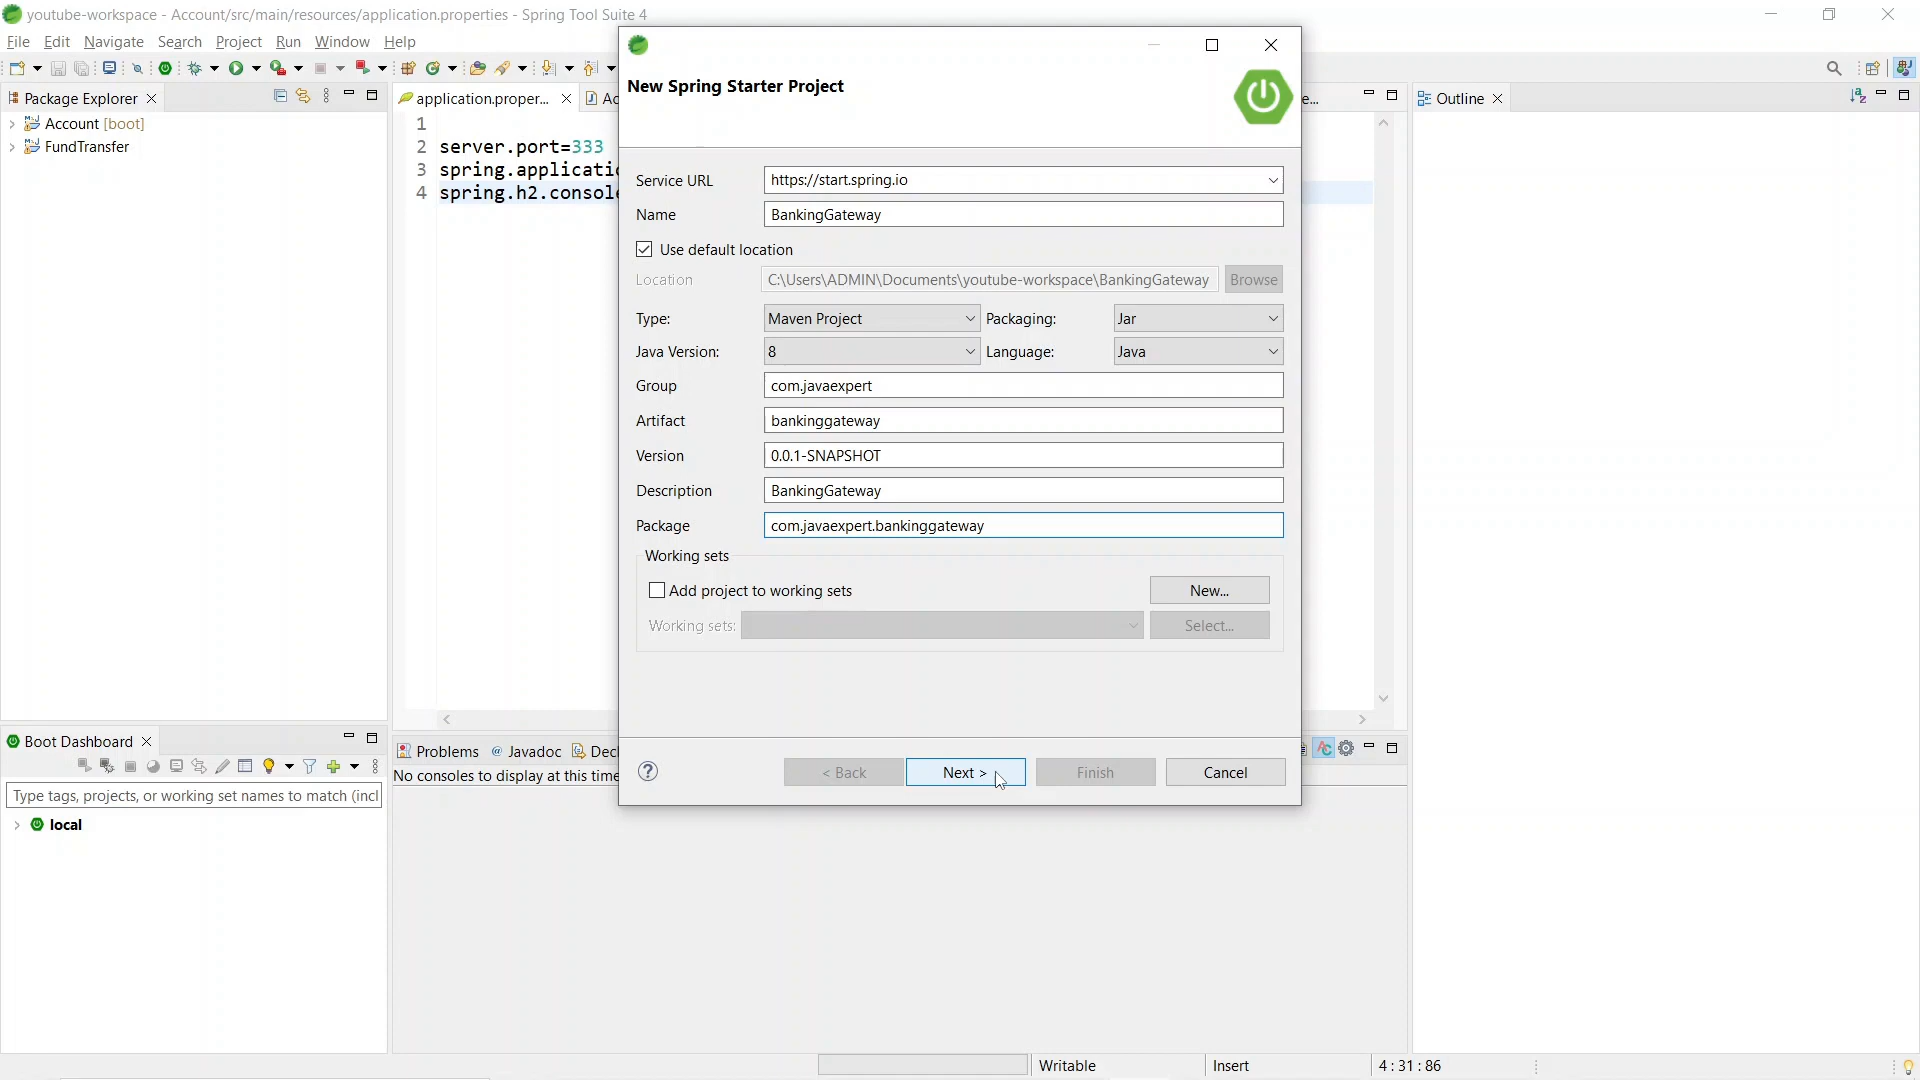 youtube-workspace - Account/src/main/resources/application.properties - Spring Tool Suite 4
File Edit Navigate Search Project Run Window Help
Package Explorer
Account [boot]
FundTransfer
application.proper...
1
2 server.port=333
3
4 spring.h2.console
New Spring Starter Project
Service URL https://start.spring.io
Name BankingGateway
Use default location
Location C:\Users\ADMIN\Documents\youtube-workspace\BankingGateway Browse
Type: Maven Project Packaging: Jar
Java Version: 8 Language: Java
Group com.javaexpert
Artifact bankinggateway
Version 0.0.1-SNAPSHOT
Description BankingGateway
Package com.javaexpert.bankinggateway
Working sets
Add project to working sets New...
Working sets: Select...
< Back Next > Finish Cancel
Outline
Boot Dashboard
Type tags, projects, or working set names to match (incl
local
Problems @ Javadoc
No consoles to display at this time
Writable Insert 4 : 31 : 86